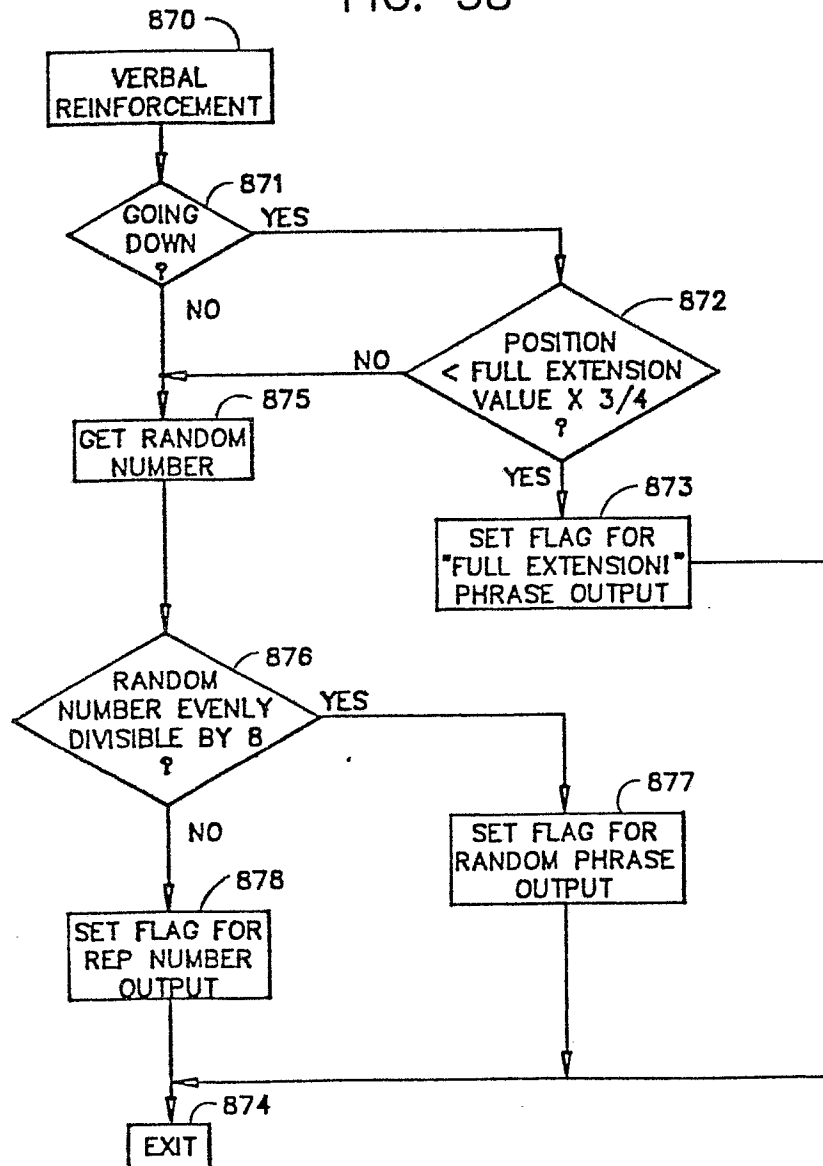 870
VERBAL
REINFORCEMENT
871
GOING
DOWN
?
YES
NO
872
POSITION
< FULL EXTENSION
VALUE X 3/4
?
NO
YES
875
GET RANDOM
NUMBER
873
SET FLAG FOR
"FULL EXTENSION!"
PHRASE OUTPUT
876
RANDOM
NUMBER EVENLY
DIVISIBLE BY 8
?
YES
NO
877
SET FLAG FOR
RANDOM PHRASE
OUTPUT
878
SET FLAG FOR
REP NUMBER
OUTPUT
874
EXIT